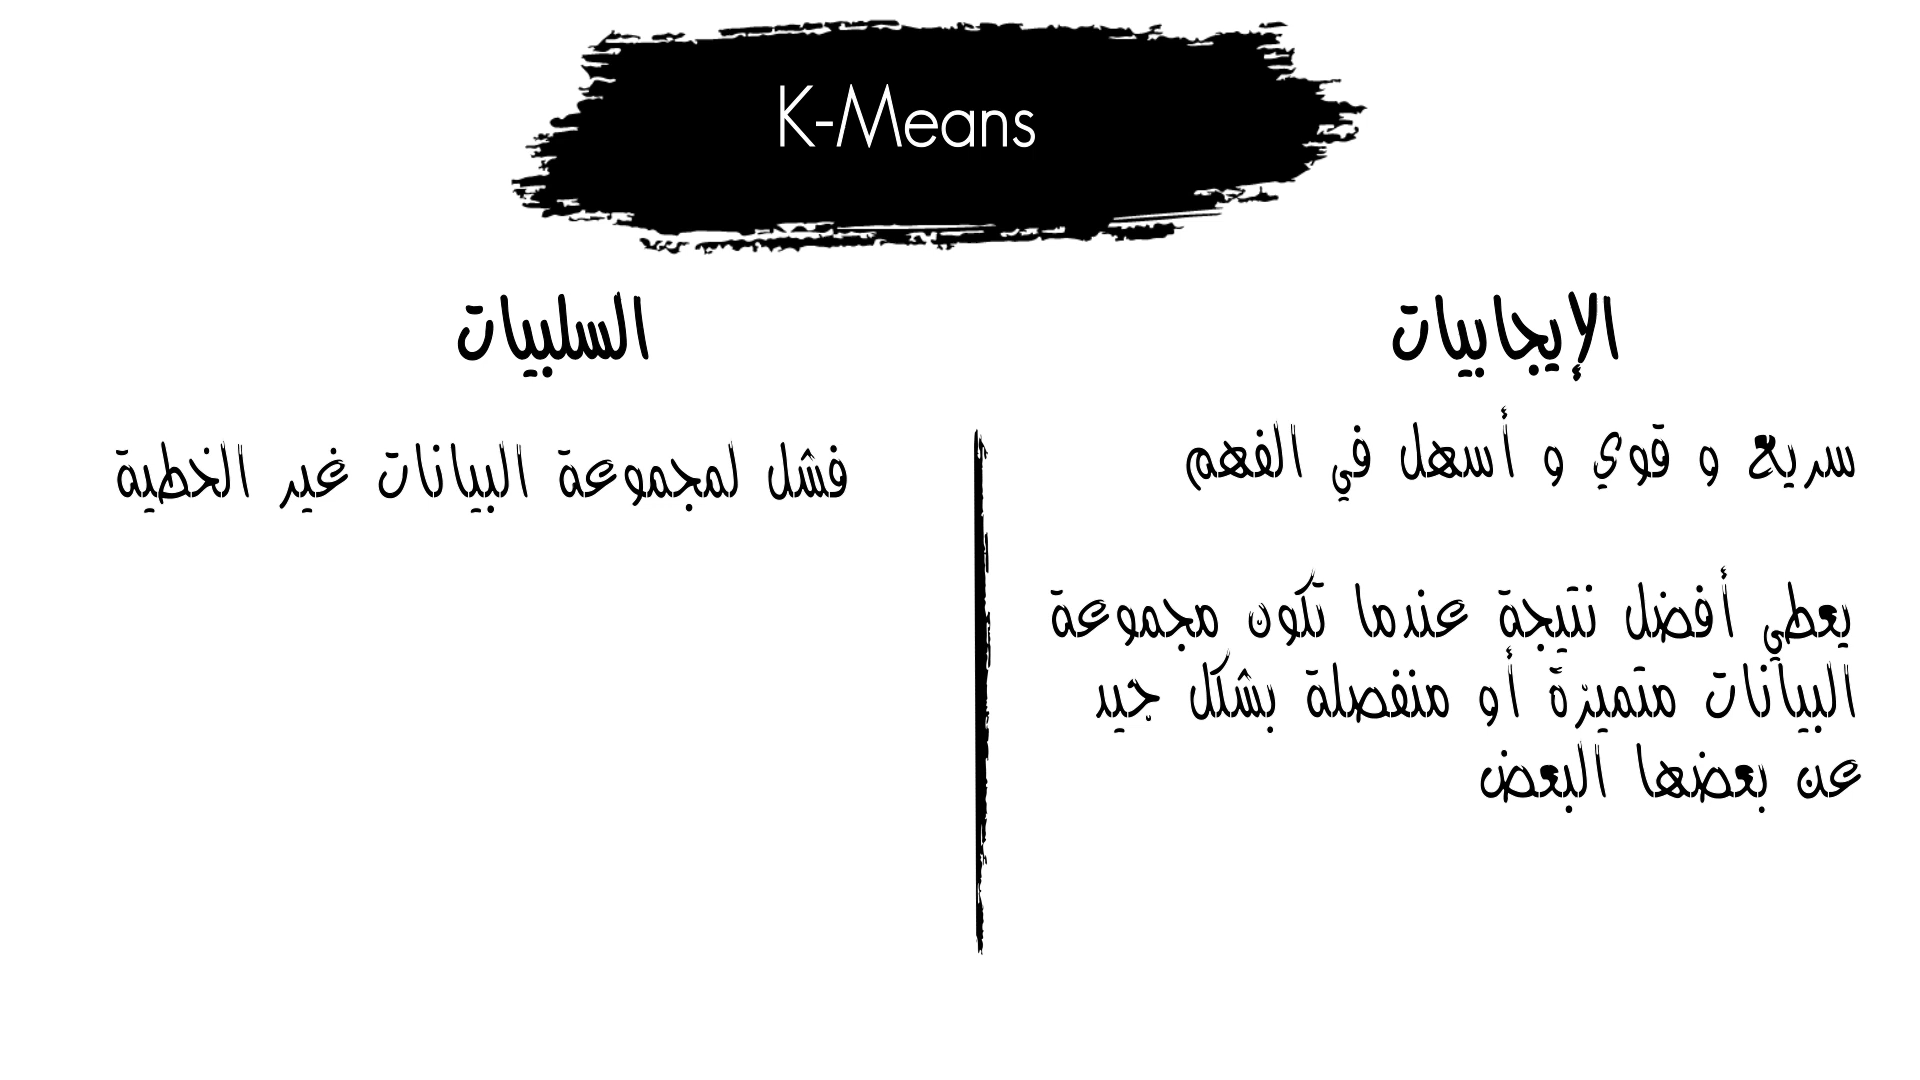 K-Means
الإيجابيات
سريع و قوي و أسهل في الفهم
يعطي أفضل نتيجة عندما تكون مجموعة
البيانات متميزة أو منفصلة بشكل جيد
عن بعضها البعض
السلبيات
فشل لمجموعة البيانات غير الخطية